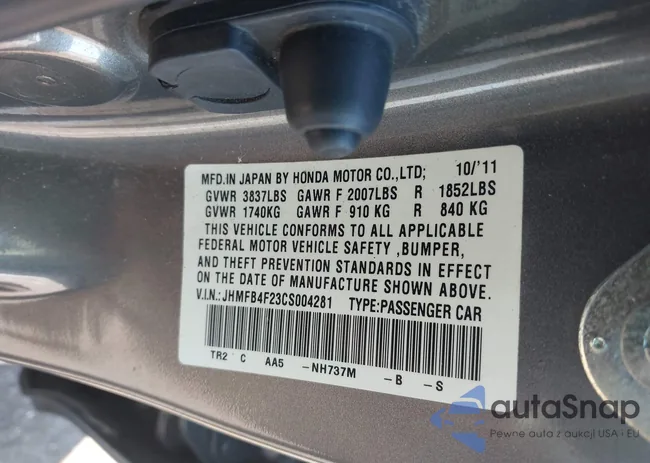 MFD.IN JAPAN BY HONDA MOTOR CO.,LTD; 10/'11
GVWR 3837LBS GAWR F 2007LBS R 1852LBS
GVWR 1740KG GAWR F 910 KG R 840 KG
THIS VEHICLE CONFORMS TO ALL APPLICABLE
FEDERAL MOTOR VEHICLE SAFETY ,BUMPER,
AND THEFT PREVENTION STANDARDS IN EFFECT
ON THE DATE OF MANUFACTURE SHOWN ABOVE.
V.I.N.:JHMFB4F23CS004281 TYPE:PASSENGER CAR
TR2 C AA5 -NH737M -B -S
autaSnap
Pewne auta z aukcji USA i EU